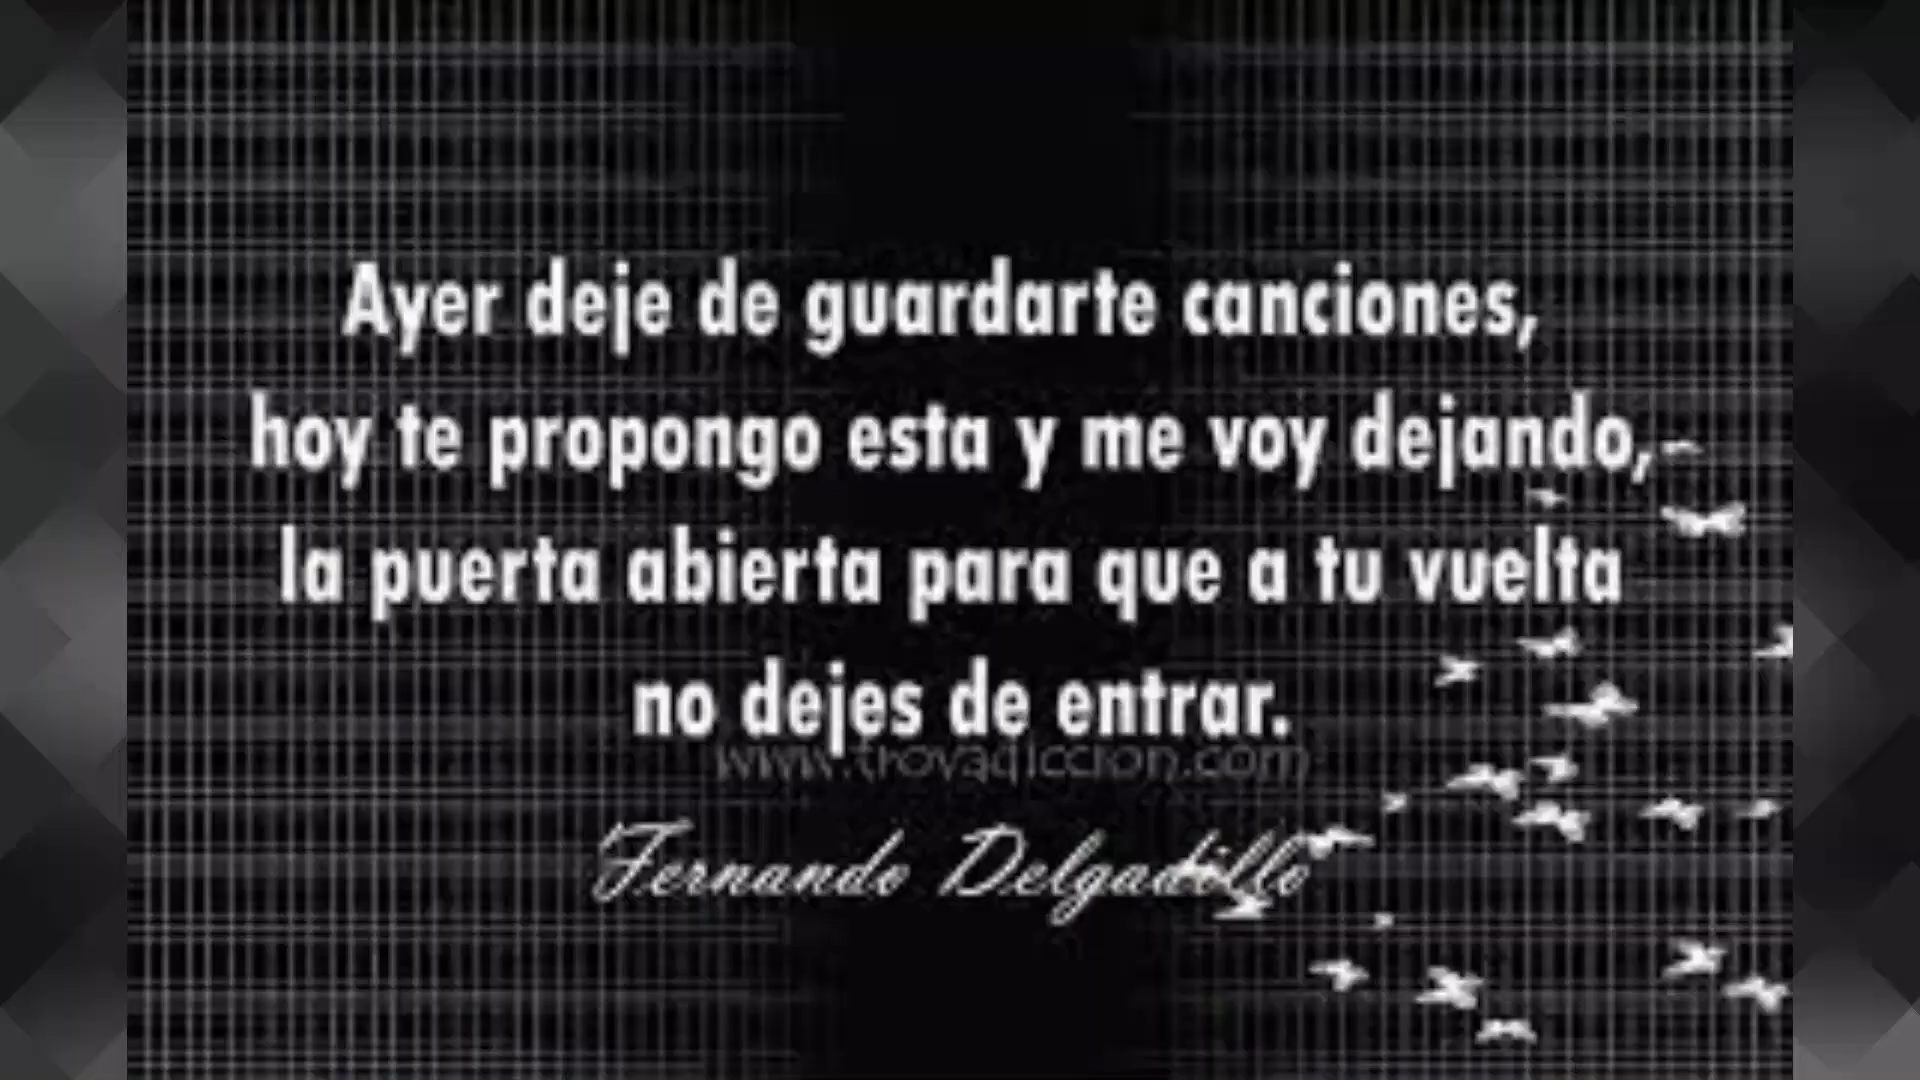 Ayer deje de guardarte canciones,
hoy te propongo esta y me voy dejando,
la puerta abierta para que a tu vuelta
no dejes de entrar.
www.trovadiccion.com
Fernando Delgadillo